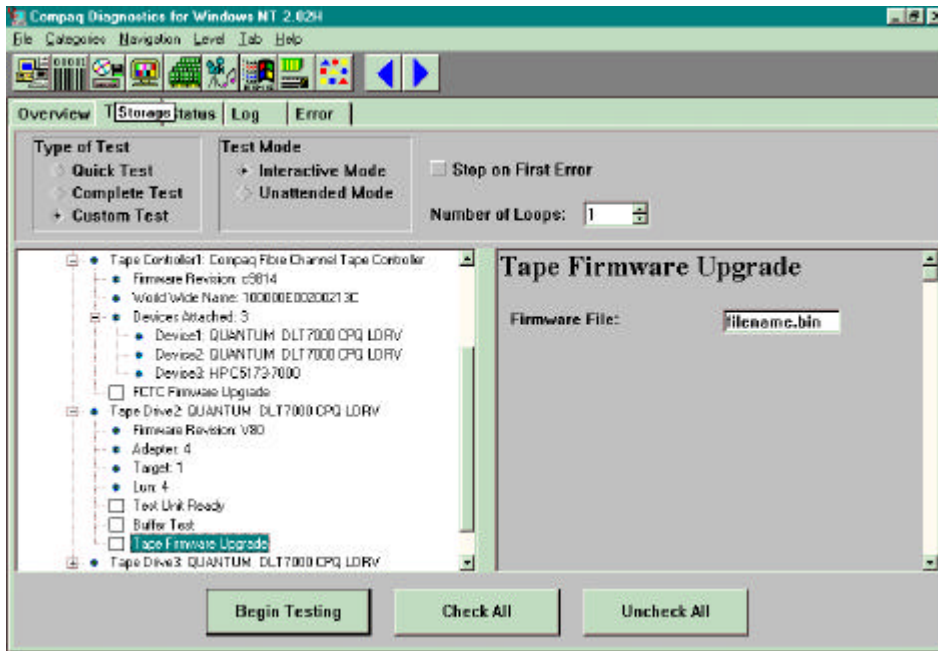 Compaq Diagnostics for Windows NT 2.02H
File Categories Navigation Level Tab Help
Overview T Storage Status Log Error
Type of Test
Quick Test
Complete Test
Custom Test
Test Mode
Interactive Mode
Unattended Mode
Stop on First Error
Number of Loops: 1
Tape Controller1: Compaq Fibre Channel Tape Controller
Firmware Revision: c9814
World Wide Name: 100000E00200213C
Devices Attached: 3
Device1: QUANTUM DLT7000 CPQ LDRV
Device2: QUANTUM DLT7000 CPQ LDRV
Device3: HPC5173-7000
FCTC Firmware Upgrade
Tape Drive2: QUANTUM DLT7000 CPQ LDRV
Firmware Revision: V80
Adapter: 4
Target: 1
Lun: 4
Test Unit Ready
Buffer Test
Tape Firmware Upgrade
Tape Drive3: QUANTUM DLT7000 CPQ LDRV
Tape Firmware Upgrade
Firmware File: filename.bin
Begin Testing Check All Uncheck All